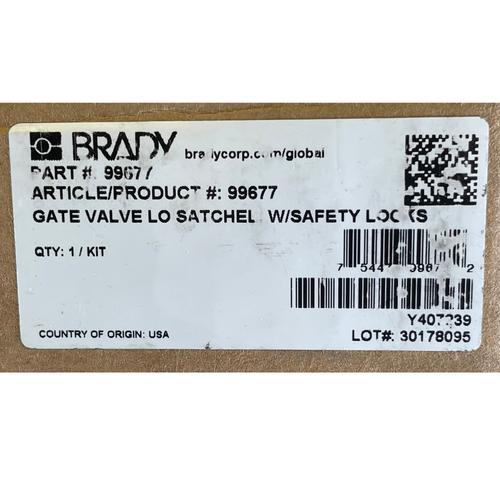 BRADY
bradycorp.com/global
PART #: 99677
ARTICLE/PRODUCT #: 99677
GATE VALVE LO SATCHEL W/SAFETY LOCKS
QTY: 1 / KIT
COUNTRY OF ORIGIN: USA
LOT#: 30178095